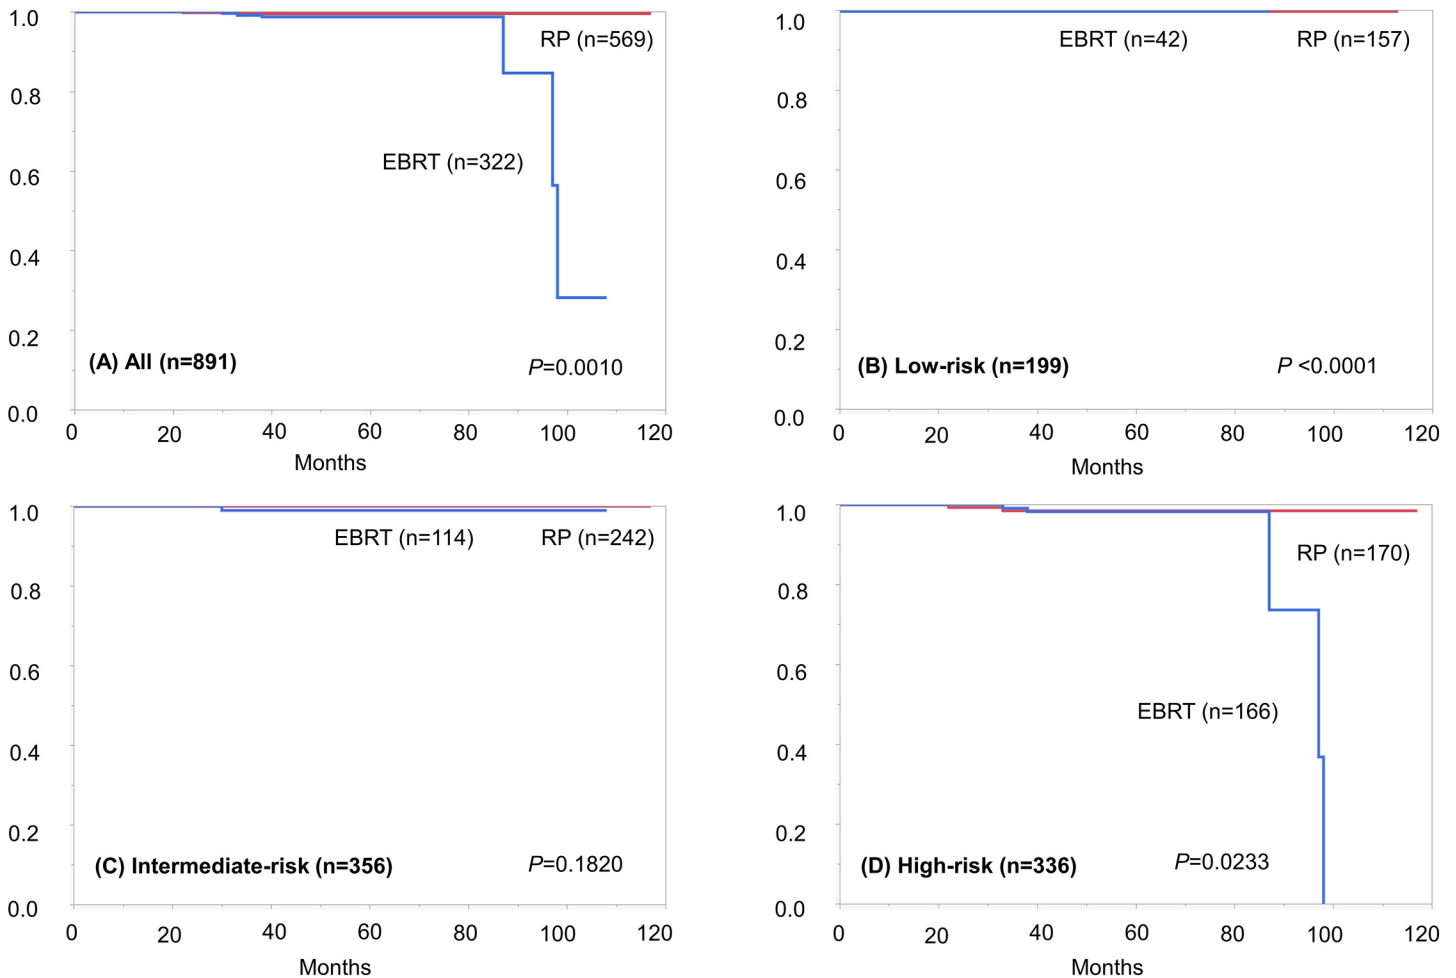 1.0
0.8
0.6
0.4
0.2
0.0
RP (n=569)
EBRT (n=322)
(A) All (n=891)
P=0.0010
0 20 40 60 80 100 120
Months
1.0
0.8
0.6
0.4
0.2
0.0
EBRT (n=42) RP (n=157)
(B) Low-risk (n=199)
P <0.0001
0 20 40 60 80 100 120
Months
1.0
0.8
0.6
0.4
0.2
0.0
EBRT (n=114) RP (n=242)
(C) Intermediate-risk (n=356)
P=0.1820
0 20 40 60 80 100 120
Months
1.0
0.8
0.6
0.4
0.2
0.0
RP (n=170)
EBRT (n=166)
(D) High-risk (n=336)
P=0.0233
0 20 40 60 80 100 120
Months